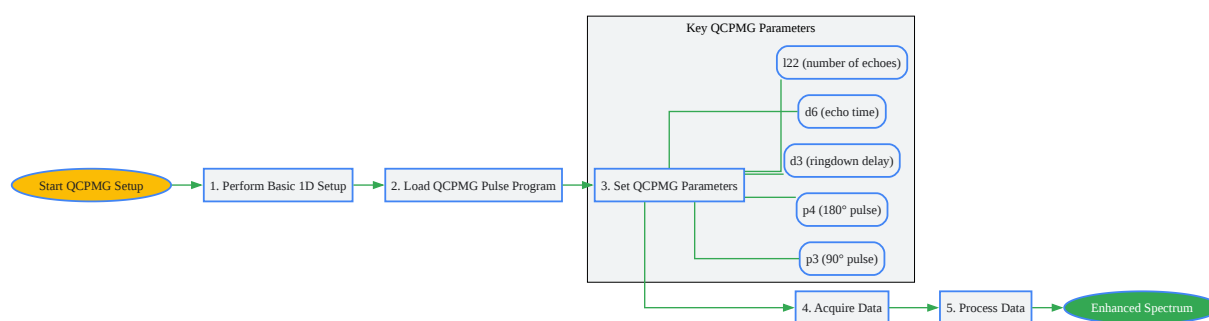 Key QCPMG Parameters
l22 (number of echoes)
d6 (echo time)
d3 (ringdown delay)
Start QCPMG Setup
1. Perform Basic 1D Setup
2. Load QCPMG Pulse Program
3. Set QCPMG Parameters
p4 (180° pulse)
p3 (90° pulse)
4. Acquire Data
5. Process Data
Enhanced Spectrum